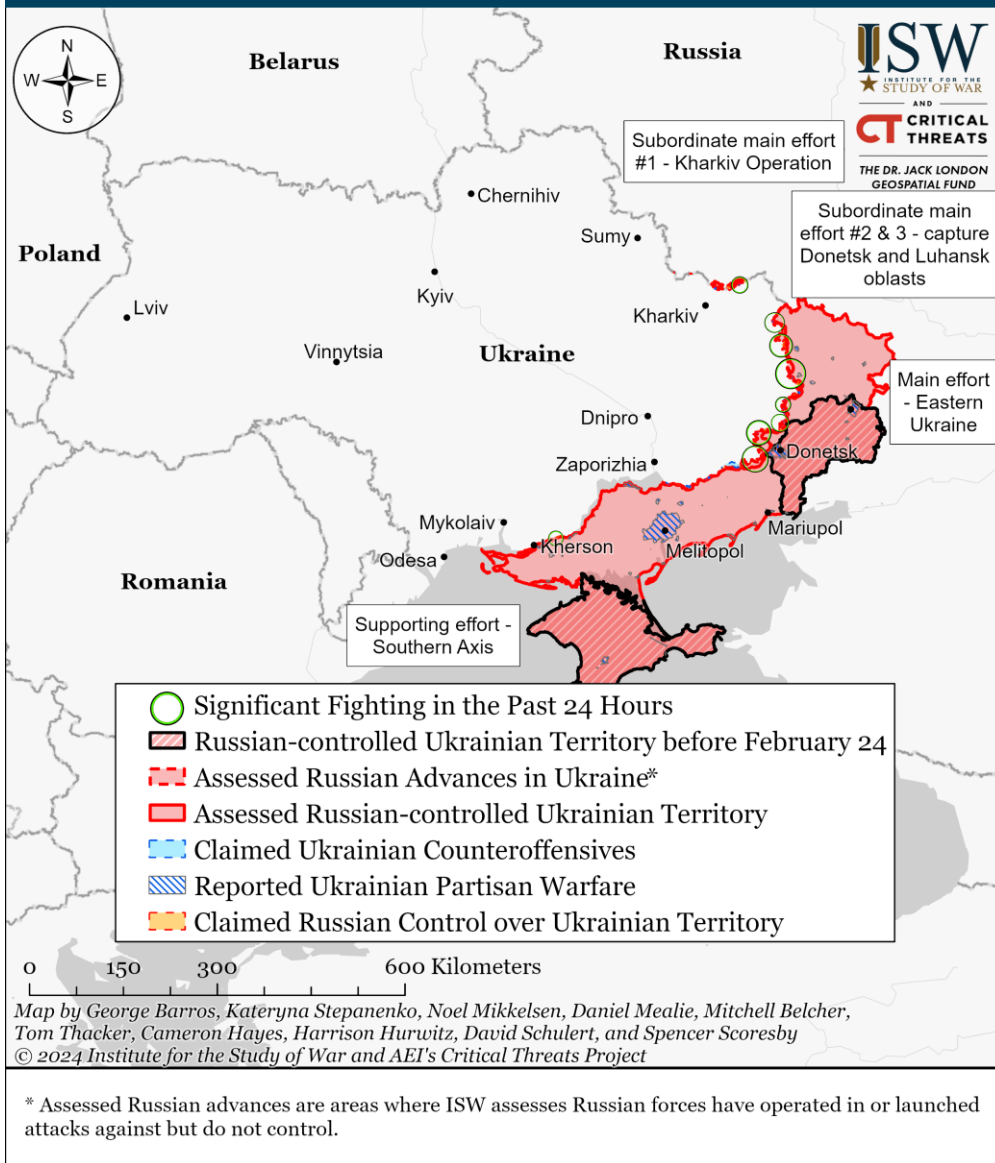 N
W
E
S
Belarus
Russia
ISW
INSTITUTE FOR THE
STUDY OF WAR
AND
CT CRITICAL
THREATS
THE DR. JACK LONDON
GEOSPATIAL FUND
Subordinate main effort
#1 - Kharkiv Operation
Subordinate main
effort #2 & 3 - capture
Donetsk and Luhansk
oblasts
Chernihiv
Sumy
Poland
Kyiv
Lviv
Kharkiv
Vinnytsia
Ukraine
Main effort
- Eastern
Ukraine
Dnipro
Donetsk
Zaporizhia
Mykolaiv
Mariupol
Kherson
Odesa
Melitopol
Romania
Supporting effort -
Southern Axis
Significant Fighting in the Past 24 Hours
Russian-controlled Ukrainian Territory before February 24
Assessed Russian Advances in Ukraine*
Assessed Russian-controlled Ukrainian Territory
Claimed Ukrainian Counteroffensives
Reported Ukrainian Partisan Warfare
Claimed Russian Control over Ukrainian Territory
0 150 300 600 Kilometers
Map by George Barros, Kateryna Stepanenko, Noel Mikkelsen, Daniel Mealie, Mitchell Belcher,
Tom Thacker, Cameron Hayes, Harrison Hurwitz, David Schulert, and Spencer Scoresby
© 2024 Institute for the Study of War and AEI's Critical Threats Project
* Assessed Russian advances are areas where ISW assesses Russian forces have operated in or launched
attacks against but do not control.